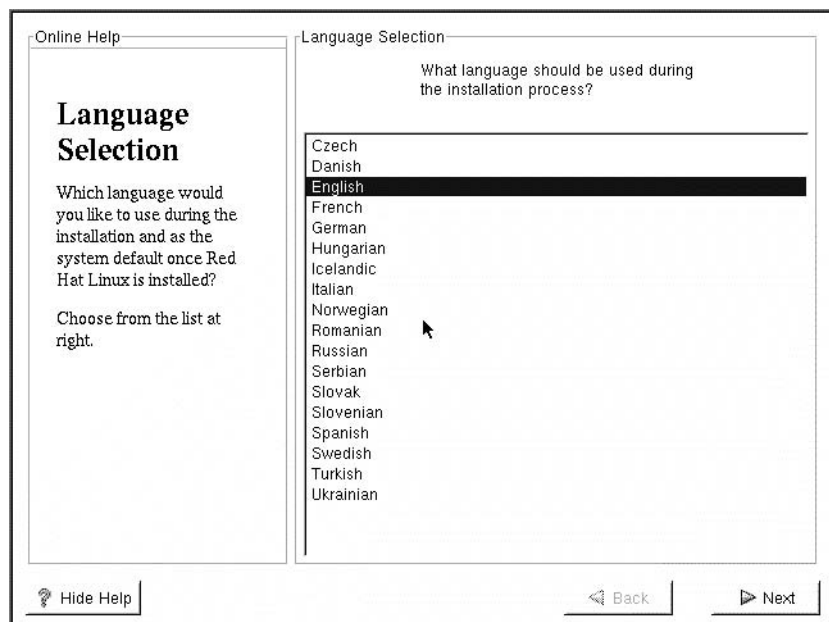 Online Help
Language
Selection
Which language would
you like to use during the
installation and as the
system default once Red
Hat Linux is installed?
Choose from the list at
right.
Language Selection
What language should be used during
the installation process?
Czech
Danish
English
French
German
Hungarian
Icelandic
Italian
Norwegian
Romanian
Russian
Serbian
Slovak
Slovenian
Spanish
Swedish
Turkish
Ukrainian
Hide Help
Back
Next